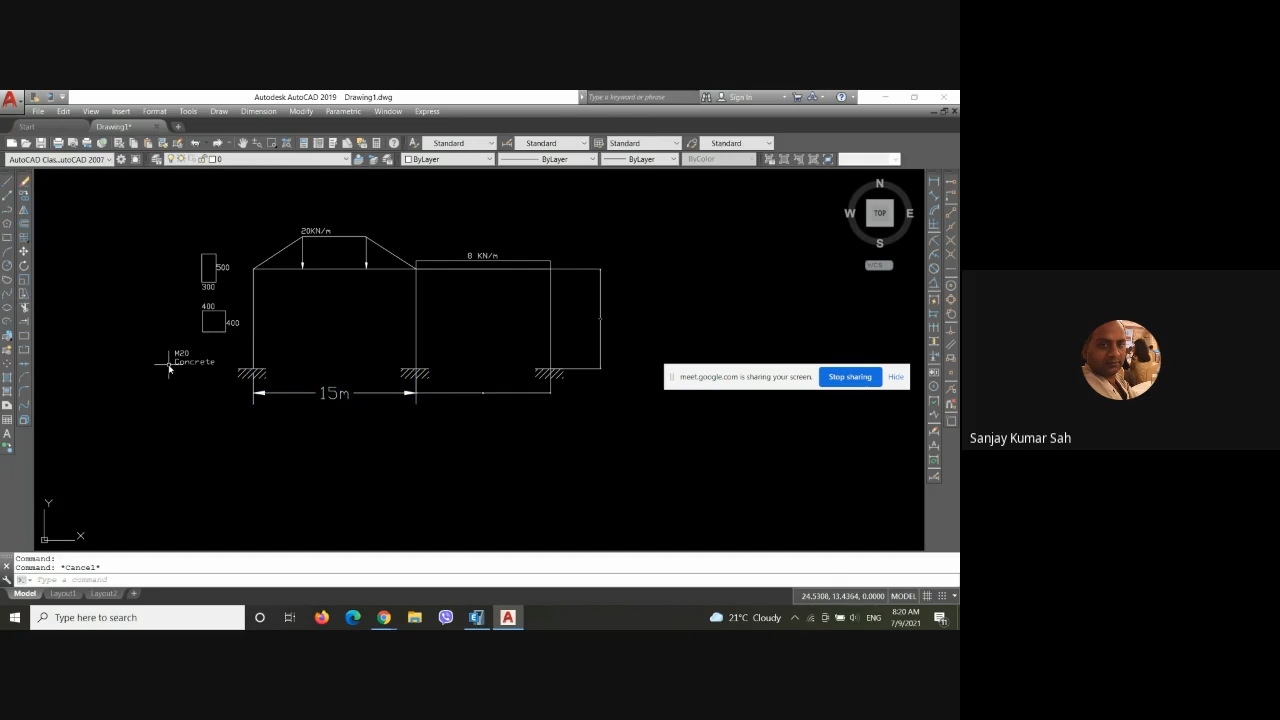 Autodesk AutoCAD 2019 Drawing1.dwg
Type a keyword or phrase
Sign In
File Edit View Insert Format Tools Draw Dimension Modify Parametric Window Express
Start Drawing1*
Standard Standard Standard Standard
AutoCAD Clas...utoCAD 2007 0 ByLayer ByLayer ByLayer ByColor
N
W TOP E
S
WCS
20KN/m
8 KN/m
500
300
400
400
M20
Concrete
15m
meet.google.com is sharing your screen. Stop sharing Hide
Sanjay Kumar Sah
Y
X
Command:
Command: *Cancel*
Type a command
Model Layout1 Layout2
24.5308, 13.4364, 0.0000 MODEL
Type here to search
21°C Cloudy
ENG
8:20 AM
7/9/2021